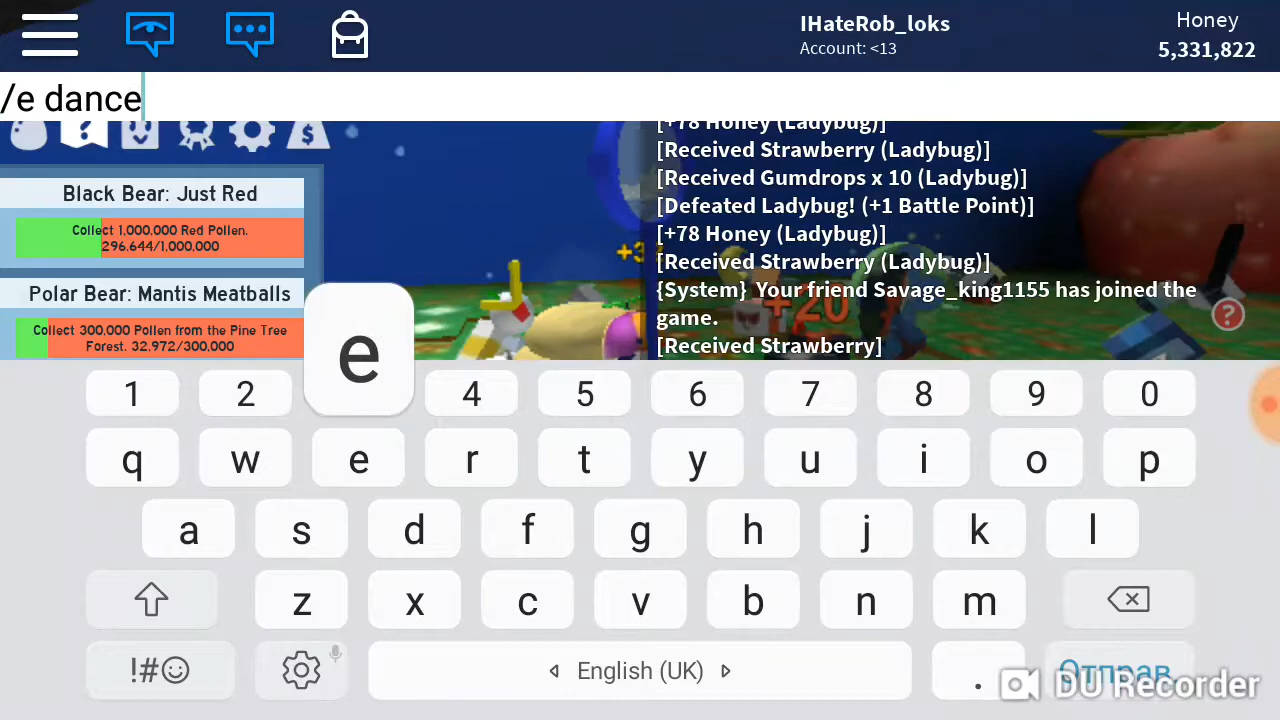 IHateRob_loks
Account: <13
Honey
5,331,822
/e dance
Black Bear: Just Red
Collect 1,000,000 Red Pollen.
296,644/1,000,000
Polar Bear: Mantis Meatballs
Collect 300,000 Pollen from the Pine Tree
Forest. 32,972/300,000
[+78 Honey (Ladybug)]
[Received Strawberry (Ladybug)]
[Received Gumdrops x 10 (Ladybug)]
[Defeated Ladybug! (+1 Battle Point)]
[+78 Honey (Ladybug)]
[Received Strawberry (Ladybug)]
{System} Your friend Savage_king1155 has joined the
game.
[Received Strawberry]
+20
?
e
1 2 4 5 6 7 8 9 0
q w e r t y u i o p
a s d f g h j k l
z x c v b n m
!#☺ English (UK) . Отправ.
DU Recorder